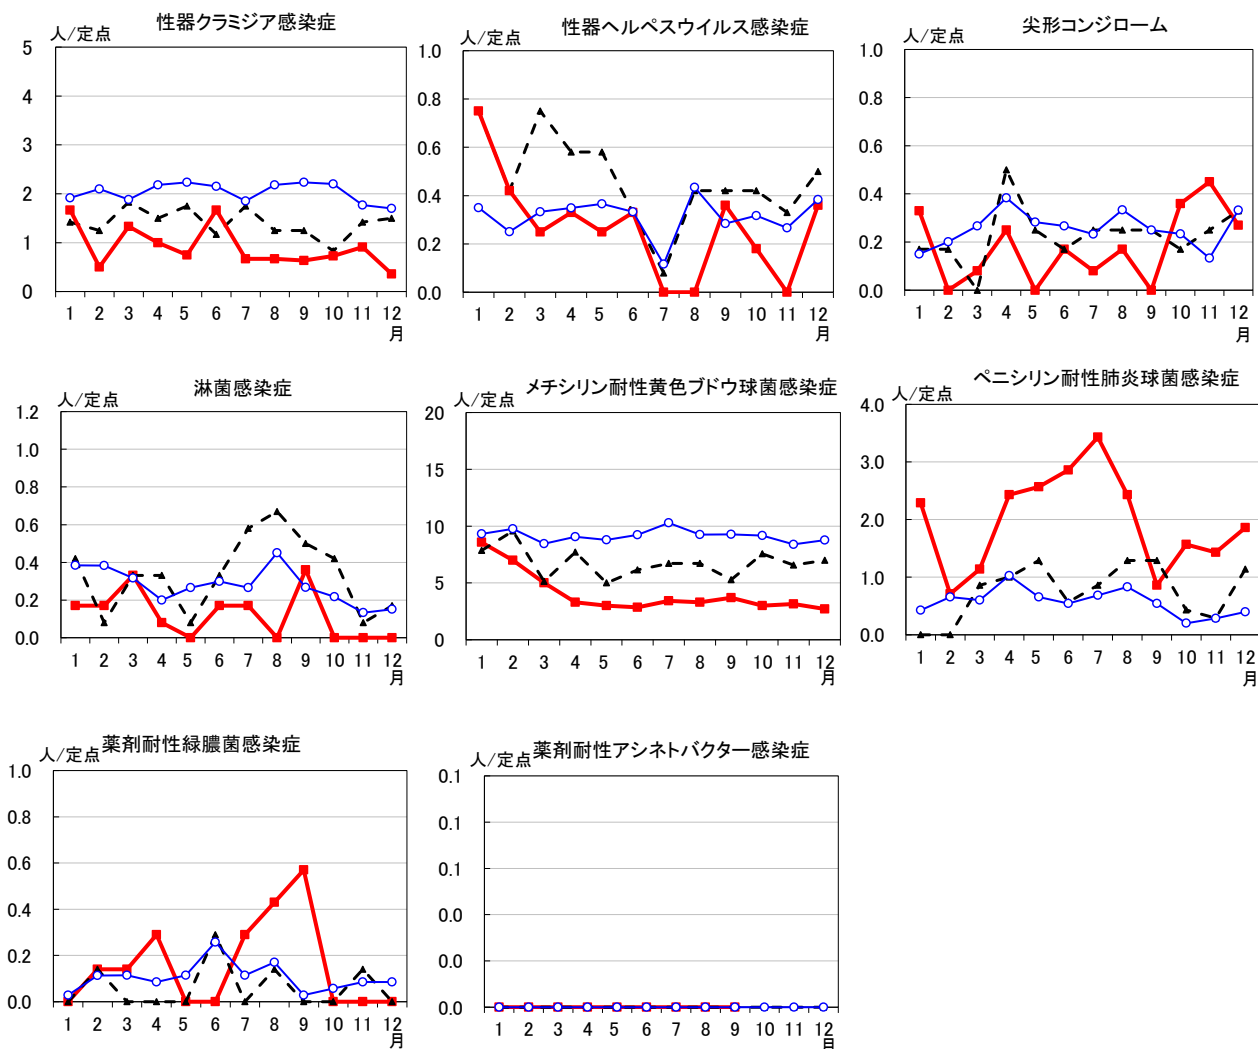 性器クラミジア感染症
人/定点
5
4
3
2
1
0
1 2 3 4 5 6 7 8 9 10 11 12
月
性器ヘルペスウイルス感染症
人/定点
1.0
0.8
0.6
0.4
0.2
0.0
1 2 3 4 5 6 7 8 9 10 11 12
月
尖形コンジローム
人/定点
1.0
0.8
0.6
0.4
0.2
0.0
1 2 3 4 5 6 7 8 9 10 11 12
月
淋菌感染症
人/定点
1.2
1.0
0.8
0.6
0.4
0.2
0.0
1 2 3 4 5 6 7 8 9 10 11 12
月
メチシリン耐性黄色ブドウ球菌感染症
人/定点
20
15
10
5
0
1 2 3 4 5 6 7 8 9 10 11 12
月
ペニシリン耐性肺炎球菌感染症
人/定点
4.0
3.0
2.0
1.0
0.0
1 2 3 4 5 6 7 8 9 10 11 12
月
薬剤耐性緑膿菌感染症
人/定点
1.0
0.8
0.6
0.4
0.2
0.0
1 2 3 4 5 6 7 8 9 10 11 12
月
薬剤耐性アシネトバクター感染症
人/定点
0.1
0.1
0.1
0.0
0.0
0.0
1 2 3 4 5 6 7 8 9 10 11 12
月